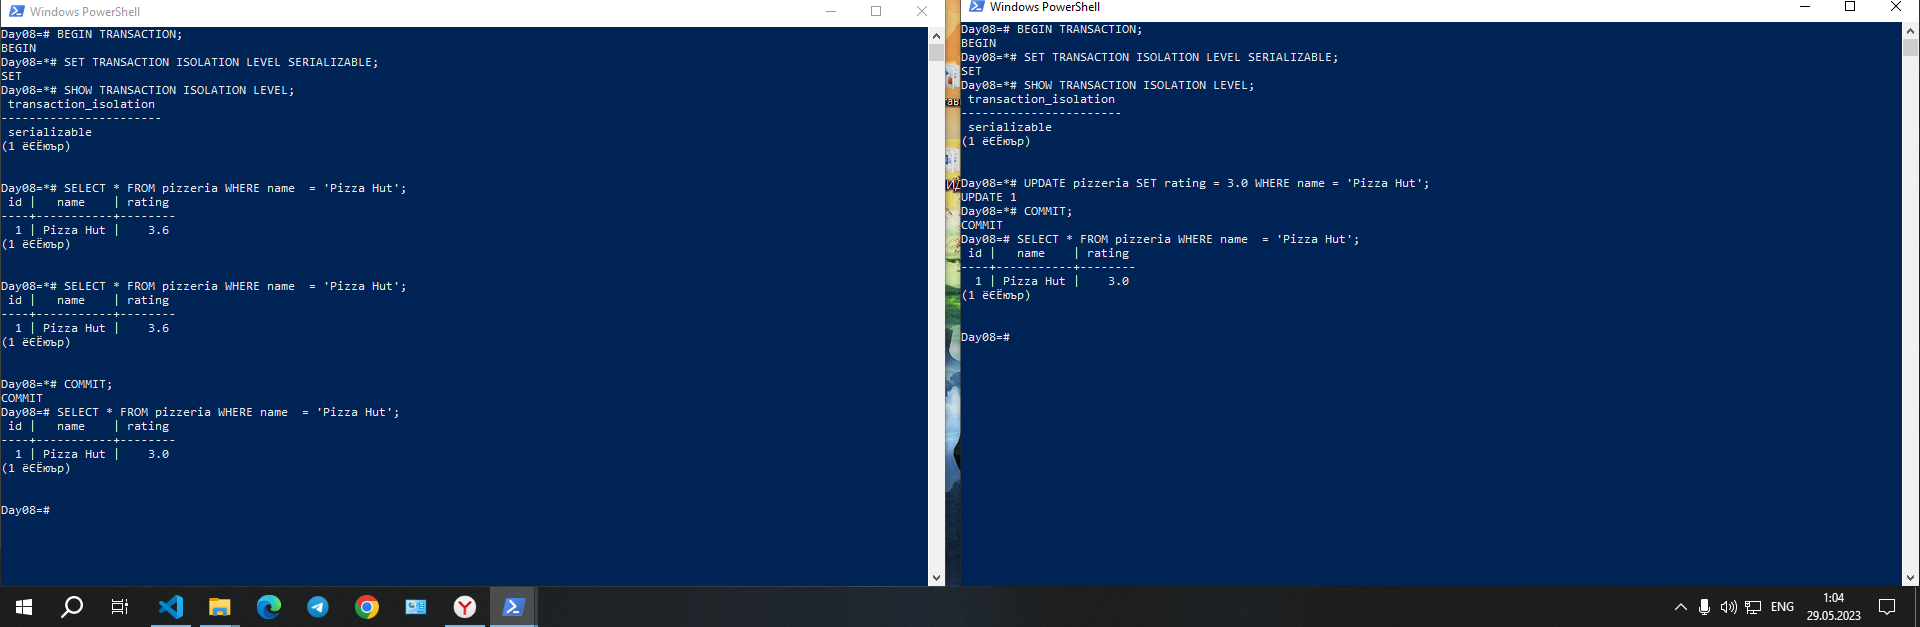 Windows PowerShell
Day08=# BEGIN TRANSACTION;
BEGIN
Day08=*# SET TRANSACTION ISOLATION LEVEL SERIALIZABLE;
SET
Day08=*# SHOW TRANSACTION ISOLATION LEVEL;
transaction_isolation
-----------------------
serializable
(1 ёЄЁюър)
Day08=*# SELECT * FROM pizzeria WHERE name  = 'Pizza Hut';
id |   name    | rating
----+-----------+--------
1 | Pizza Hut |    3.6
(1 ёЄЁюър)
Day08=*# SELECT * FROM pizzeria WHERE name  = 'Pizza Hut';
id |   name    | rating
----+-----------+--------
1 | Pizza Hut |    3.6
(1 ёЄЁюър)
Day08=*# COMMIT;
COMMIT
Day08=# SELECT * FROM pizzeria WHERE name  = 'Pizza Hut';
id |   name    | rating
----+-----------+--------
1 | Pizza Hut |    3.0
(1 ёЄЁюър)
Day08=#
Windows PowerShell
Day08=# BEGIN TRANSACTION;
BEGIN
Day08=*# SET TRANSACTION ISOLATION LEVEL SERIALIZABLE;
SET
Day08=*# SHOW TRANSACTION ISOLATION LEVEL;
transaction_isolation
-----------------------
serializable
(1 ёЄЁюър)
Day08=*# UPDATE pizzeria SET rating = 3.0 WHERE name = 'Pizza Hut';
UPDATE 1
Day08=*# COMMIT;
COMMIT
Day08=# SELECT * FROM pizzeria WHERE name  = 'Pizza Hut';
id |   name    | rating
----+-----------+--------
1 | Pizza Hut |    3.0
(1 ёЄЁюър)
Day08=#
ENG
1:04
29.05.2023